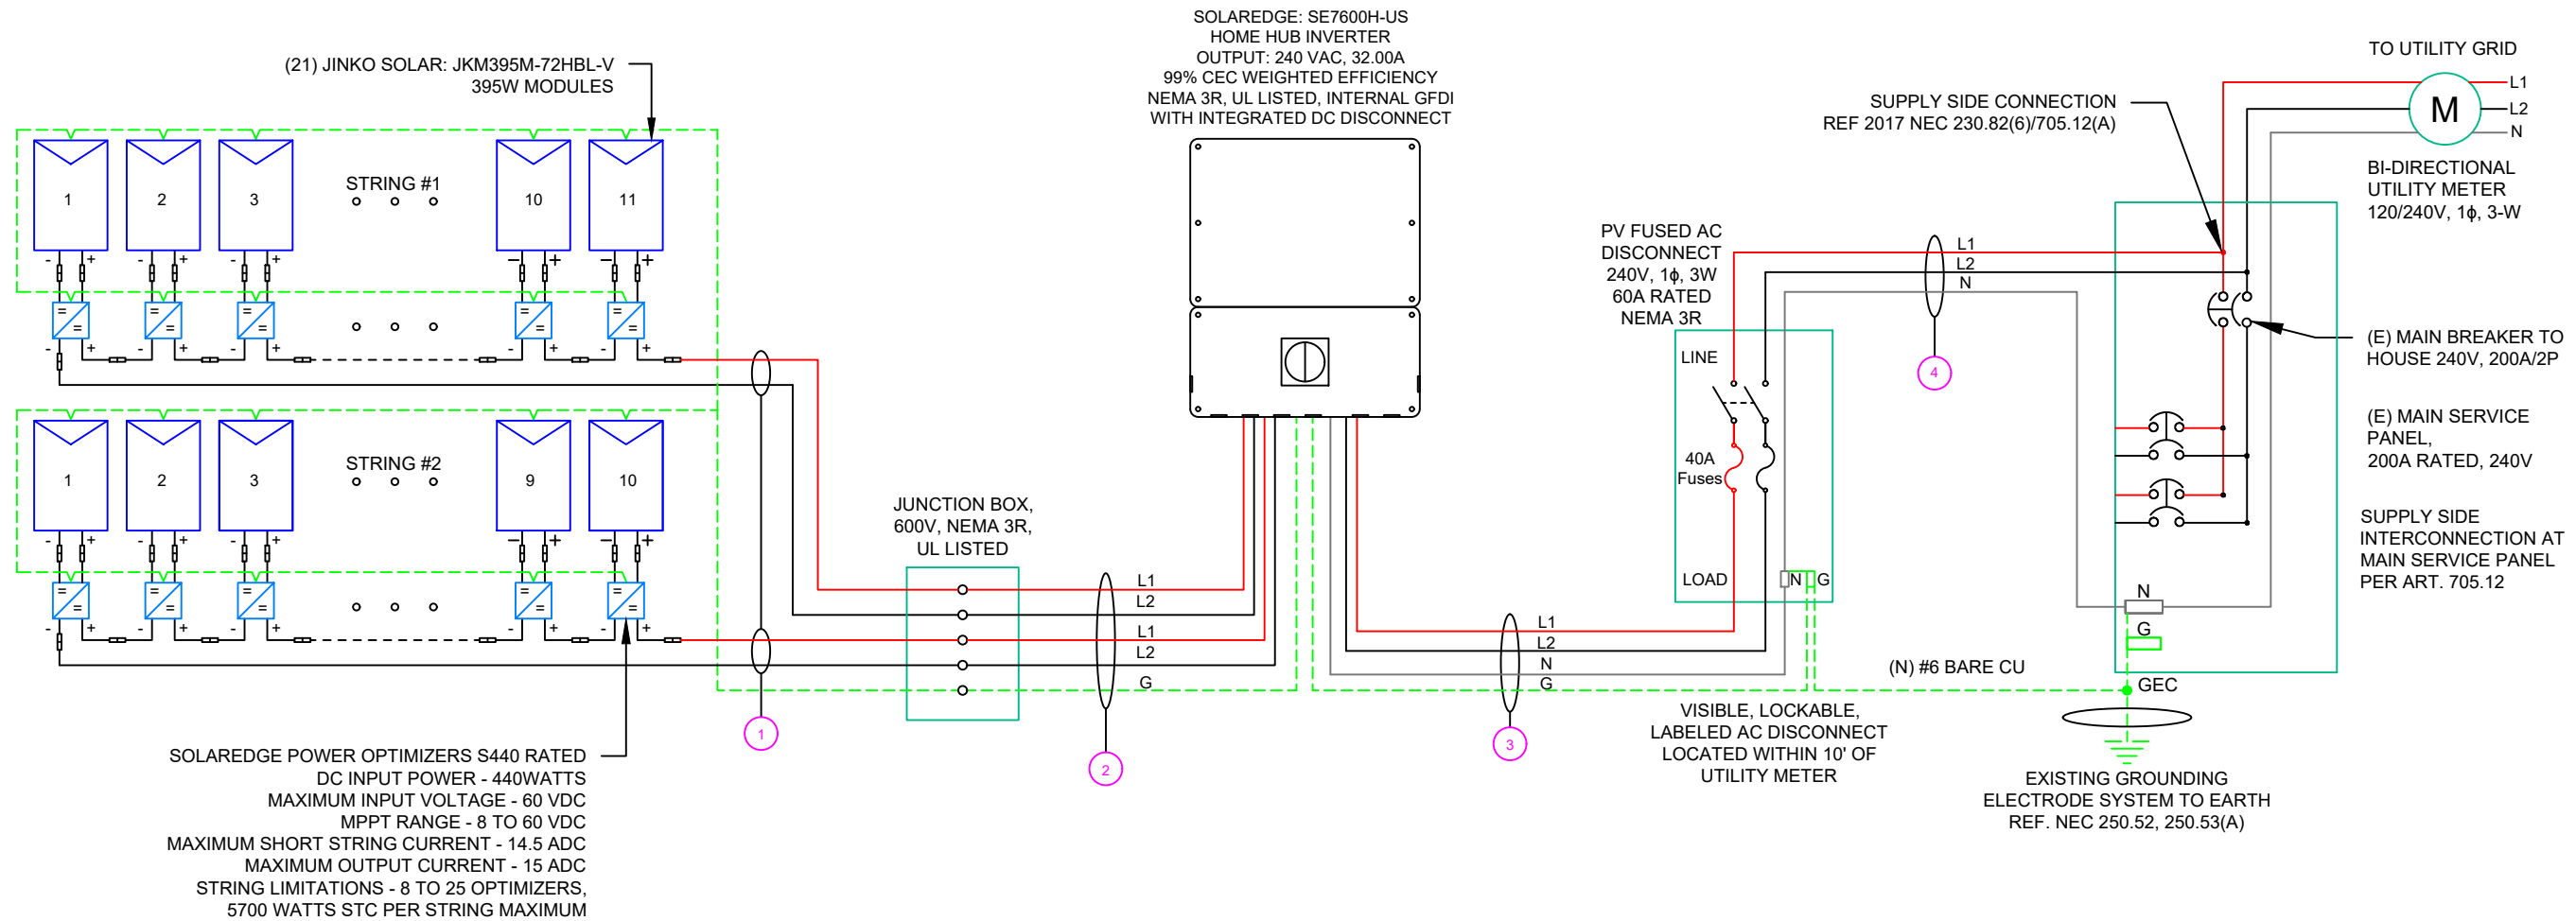 SOLAREDGE: SE7600H-US
HOME HUB INVERTER
OUTPUT: 240 VAC, 32.00A
99% CEC WEIGHTED EFFICIENCY
NEMA 3R, UL LISTED, INTERNAL GFDI
WITH INTEGRATED DC DISCONNECT
(21) JINKO SOLAR: JKM395M-72HBL-V
395W MODULES
TO UTILITY GRID
L1
L2
N
M
SUPPLY SIDE CONNECTION
REF 2017 NEC 230.82(6)/705.12(A)
BI-DIRECTIONAL
UTILITY METER
120/240V, 1ϕ, 3-W
STRING #1
1
2
3
10
11
- +
- +
- +
- +
- +
= =
= =
= =
= =
= =
- +
- +
- +
- +
- +
PV FUSED AC
DISCONNECT
240V, 1ϕ, 3W
60A RATED
NEMA 3R
LINE
40A
Fuses
LOAD
N G
L1
L2
N
4
(E) MAIN BREAKER TO
HOUSE 240V, 200A/2P
(E) MAIN SERVICE
PANEL,
200A RATED, 240V
SUPPLY SIDE
INTERCONNECTION AT
MAIN SERVICE PANEL
PER ART. 705.12
N
G
GEC
STRING #2
1
2
3
9
10
- +
- +
- +
- +
- +
= =
= =
= =
= =
= =
- +
- +
- +
- +
- +
JUNCTION BOX,
600V, NEMA 3R,
UL LISTED
L1
L2
L1
L2
G
1
2
L1
L2
N
G
3
(N) #6 BARE CU
VISIBLE, LOCKABLE,
LABELED AC DISCONNECT
LOCATED WITHIN 10' OF
UTILITY METER
EXISTING GROUNDING
ELECTRODE SYSTEM TO EARTH
REF. NEC 250.52, 250.53(A)
SOLAREDGE POWER OPTIMIZERS S440 RATED
DC INPUT POWER - 440WATTS
MAXIMUM INPUT VOLTAGE - 60 VDC
MPPT RANGE - 8 TO 60 VDC
MAXIMUM SHORT STRING CURRENT - 14.5 ADC
MAXIMUM OUTPUT CURRENT - 15 ADC
STRING LIMITATIONS - 8 TO 25 OPTIMIZERS,
5700 WATTS STC PER STRING MAXIMUM